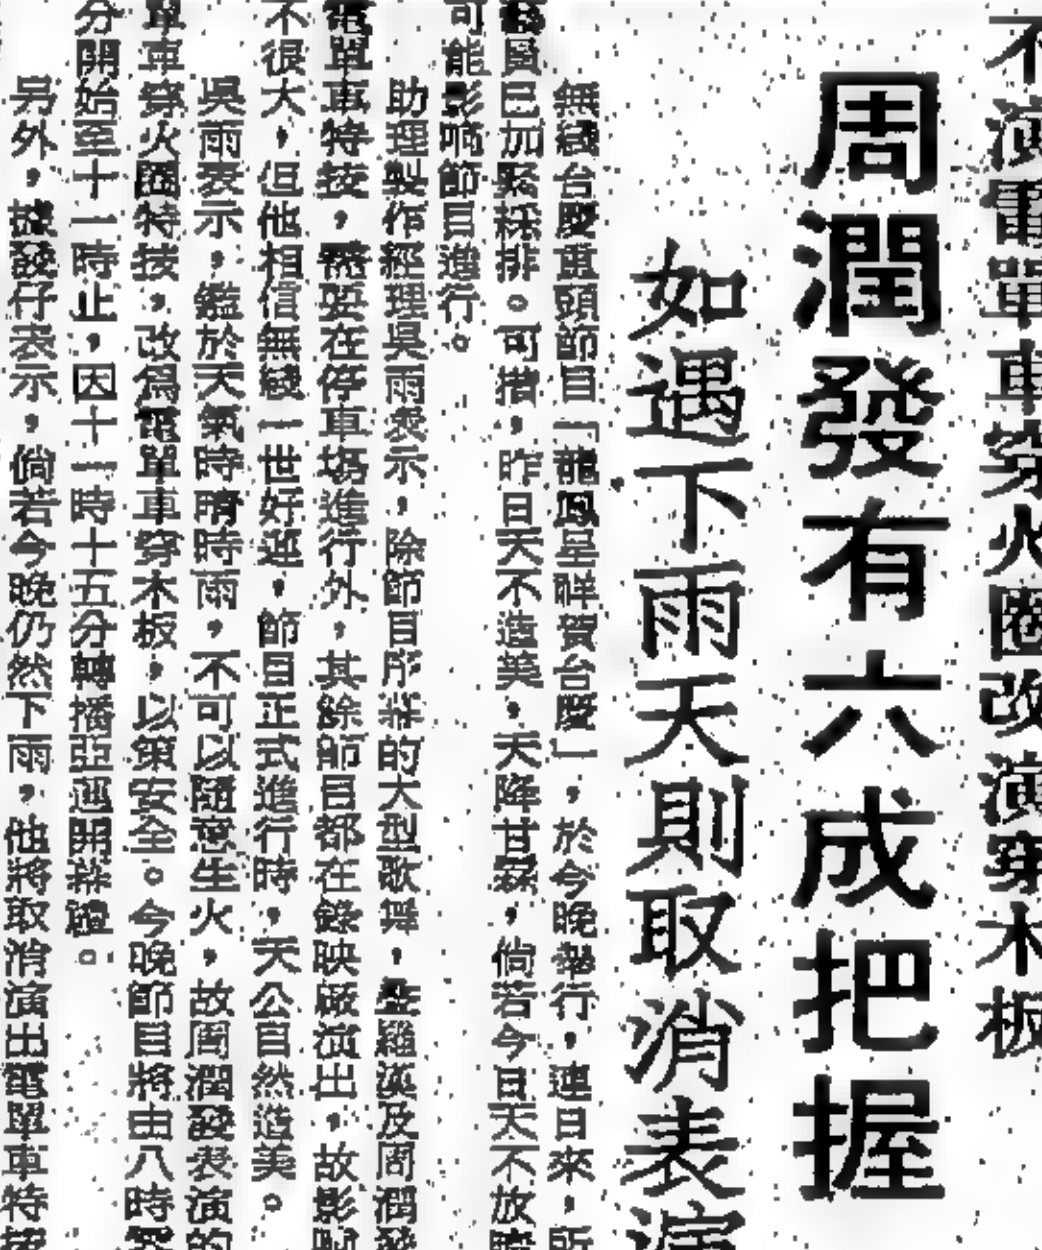 不演電單車穿火圈改演穿木板
周潤發有六成把握
如遇下雨天則取消表演
無綫台慶重頭節目「龍鳳呈祥賀台慶」，於今晚舉行，連日來，所
員已加緊綵排。可惜，昨日天不造美，天降甘霖，倘若今日天不放晴
可能影响節目進行。
助理製作經理吳雨表示，除節目所安排的大型歌舞，汪明荃羅文及周潤發
電單車特技，需要在停車場進行外，其餘節目都在錄映廠演出，故影响
不很大，但他相信無綫一世好運，節目正式進行時，天公自然造美。
吳雨表示，鑑於天氣時晴時雨，不可以隨意生火，故周潤發表演的
單車穿火圈特技，改為電單車穿木板，以策安全。今晚節目將由八時零
分開始至十一時止，因十一時十五分轉播亞運開幕禮。
另外，據發仔表示，倘若今晚仍然下雨，他將取消演出電單車特技